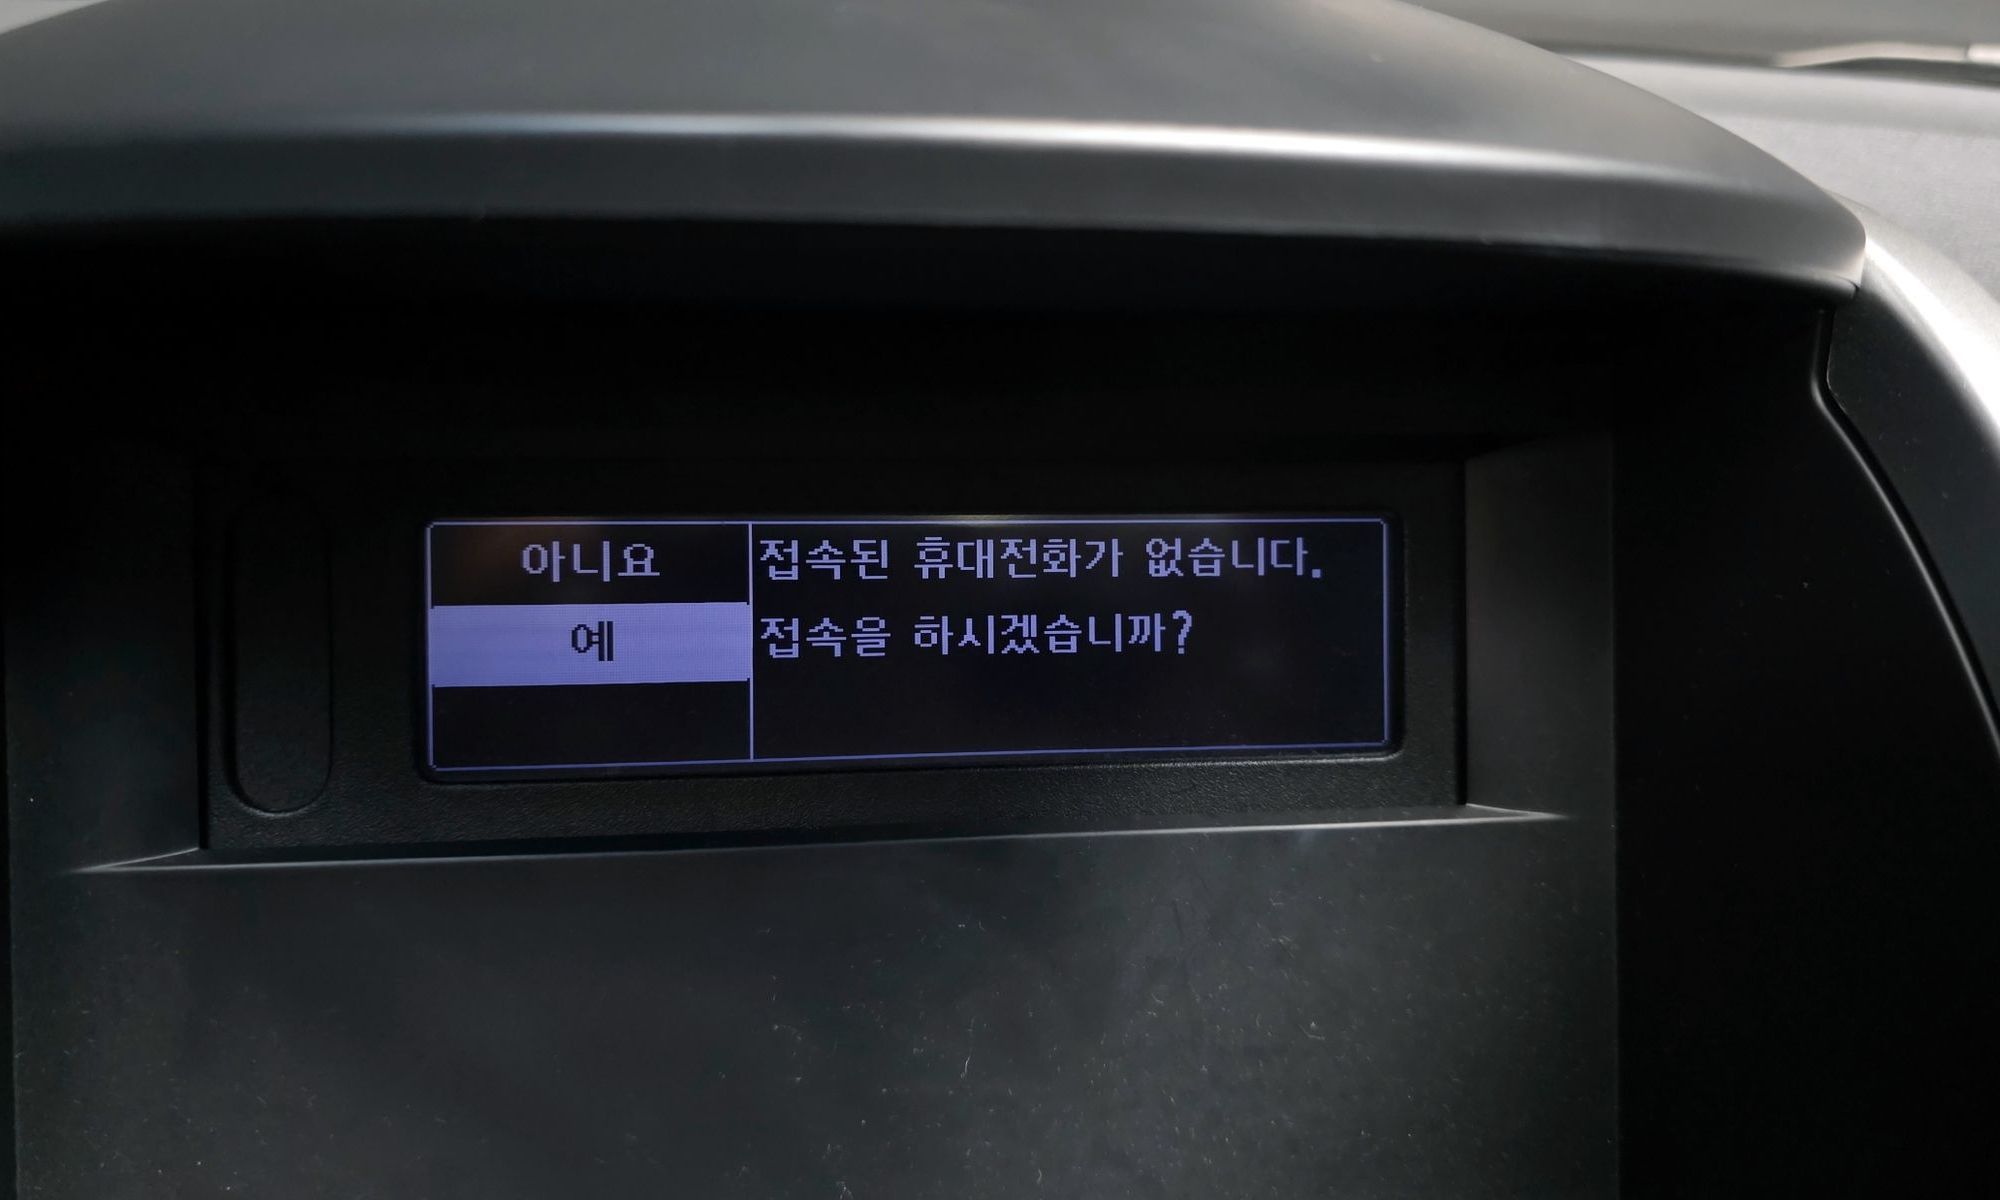 아니요
예
접속된 휴대전화가 없습니다.
접속을 하시겠습니까?